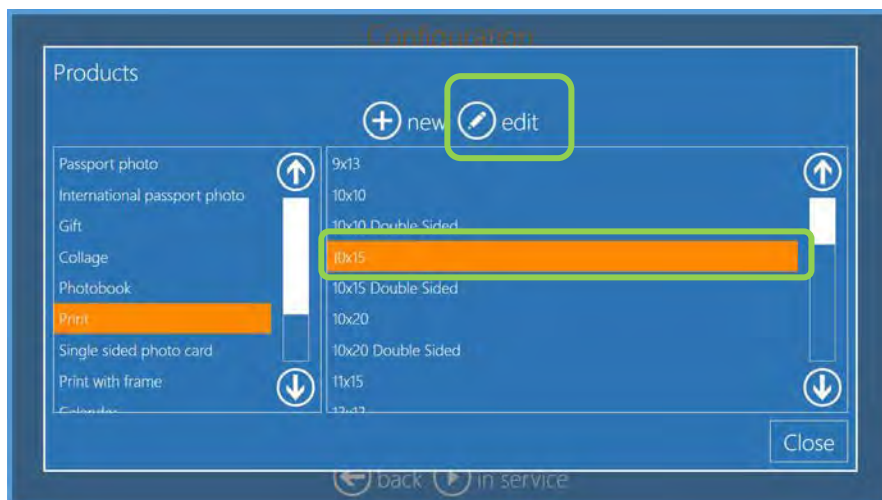 Configuration
Products
new edit
Passport photo
International passport photo
Gift
Collage
Photobook
Print
Single sided photo card
Print with frame
Calendar
9x13
10x10
10x10 Double Sided
10x15
10x15 Double Sided
10x20
10x20 Double Sided
11x15
13x13
Close
back in service